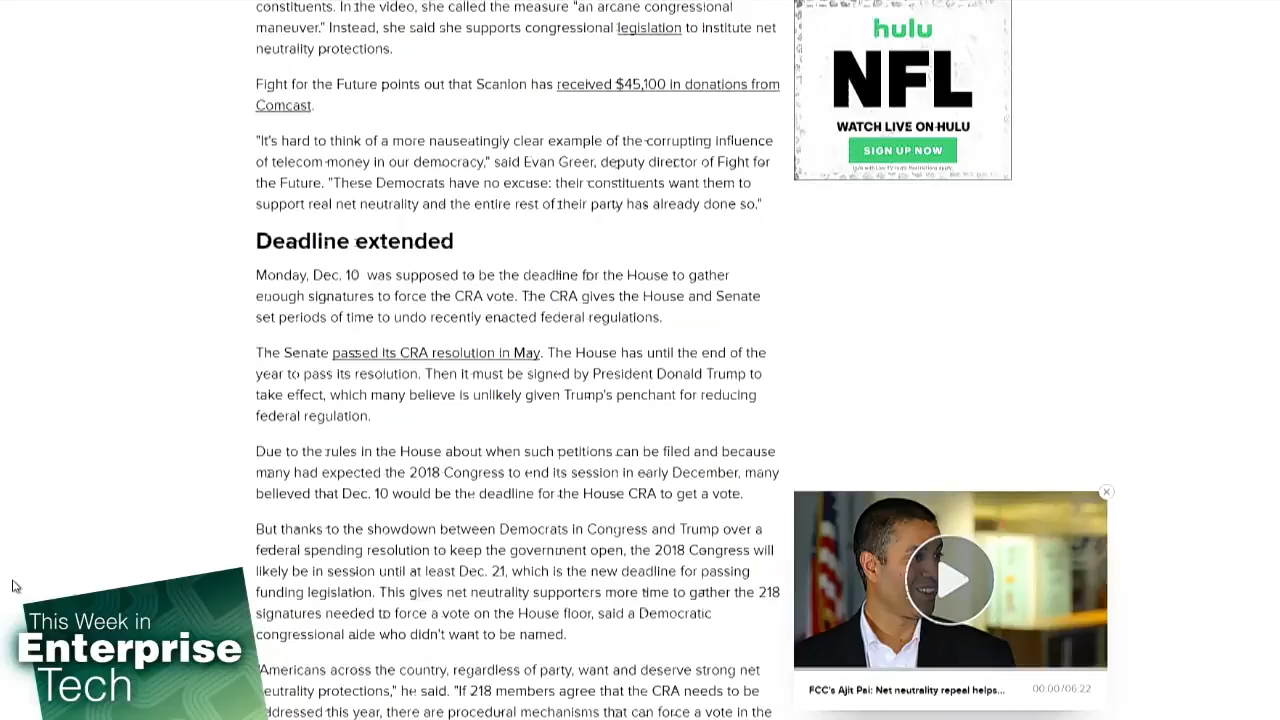 constituents. In the video, she called the measure "an arcane congressional
maneuver." Instead, she said she supports congressional legislation to institute net
neutrality protections.
Fight for the Future points out that Scanlon has received $45,100 in donations from
Comcast.
"It's hard to think of a more nauseatingly clear example of the corrupting influence
of telecom money in our democracy," said Evan Greer, deputy director of Fight for
the Future. "These Democrats have no excuse: their constituents want them to
support real net neutrality and the entire rest of their party has already done so."
Deadline extended
Monday, Dec. 10 was supposed to be the deadline for the House to gather
enough signatures to force the CRA vote. The CRA gives the House and Senate
set periods of time to undo recently enacted federal regulations.
The Senate passed its CRA resolution in May. The House has until the end of the
year to pass its resolution. Then it must be signed by President Donald Trump to
take effect, which many believe is unlikely given Trump's penchant for reducing
federal regulation.
Due to the rules in the House about when such petitions can be filed and because
many had expected the 2018 Congress to end its session in early December, many
believed that Dec. 10 would be the deadline for the House CRA to get a vote.
But thanks to the showdown between Democrats in Congress and Trump over a
federal spending resolution to keep the government open, the 2018 Congress will
likely be in session until at least Dec. 21, which is the new deadline for passing
funding legislation. This gives net neutrality supporters more time to gather the 218
signatures needed to force a vote on the House floor, said a Democratic
congressional aide who didn't want to be named.
"Americans across the country, regardless of party, want and deserve strong net
eutrality protections," he said. "If 218 members agree that the CRA needs to be
ddressed this year, there are procedural mechanisms that can force a vote in the
hulu
NFL
WATCH LIVE ON HULU
SIGN UP NOW
FCC's Ajit Pai: Net neutrality repeal helps...
00:00/06:22
This Week in
Enterprise
Tech